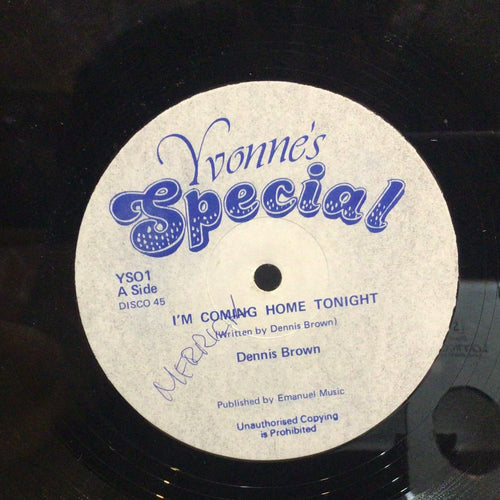 Yvonne's
Special
YS01
A Side
DISCO 45
I'M COMING HOME TONIGHT
(Written by Dennis Brown)
Dennis Brown
Published by Emanuel Music
Unauthorised Copying
is Prohibited